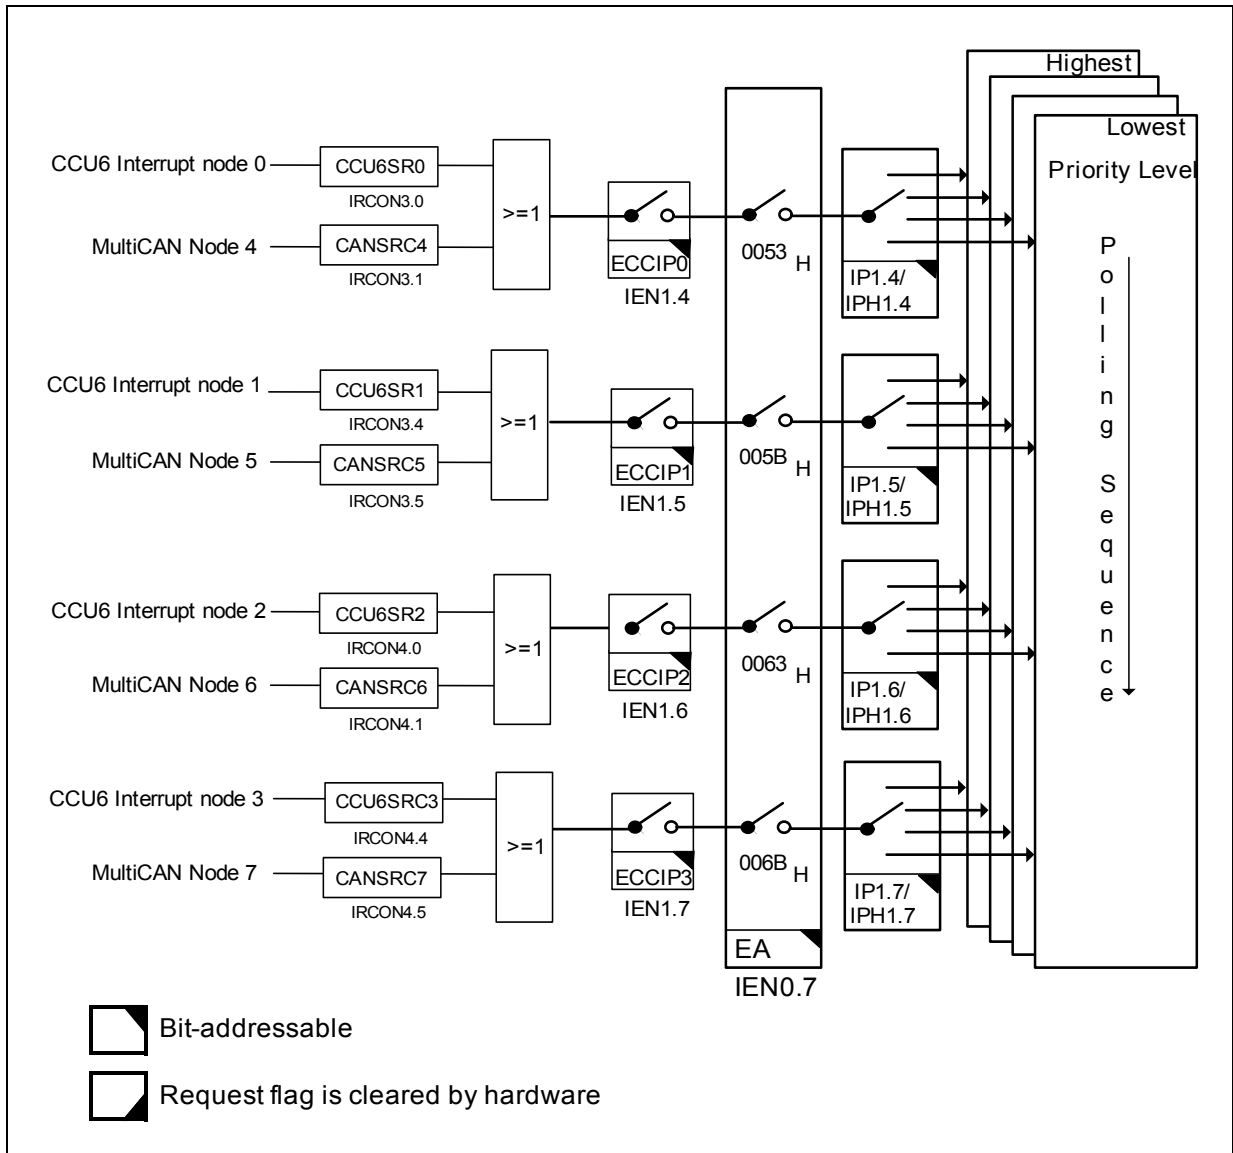 Highest
Lowest
Priority Level
Polling Sequence
CCU6 Interrupt node 0
CCU6SR0
IRCON3.0
MultiCAN Node 4
CANSRC4
IRCON3.1
>=1
ECCIP0
IEN1.4
0053 H
IP1.4/
IPH1.4
CCU6 Interrupt node 1
CCU6SR1
IRCON3.4
MultiCAN Node 5
CANSRC5
IRCON3.5
>=1
ECCIP1
IEN1.5
005B H
IP1.5/
IPH1.5
CCU6 Interrupt node 2
CCU6SR2
IRCON4.0
MultiCAN Node 6
CANSRC6
IRCON4.1
>=1
ECCIP2
IEN1.6
0063 H
IP1.6/
IPH1.6
CCU6 Interrupt node 3
CCU6SRC3
IRCON4.4
MultiCAN Node 7
CANSRC7
IRCON4.5
>=1
ECCIP3
IEN1.7
006B H
IP1.7/
IPH1.7
EA
IEN0.7
Bit-addressable
Request flag is cleared by hardware